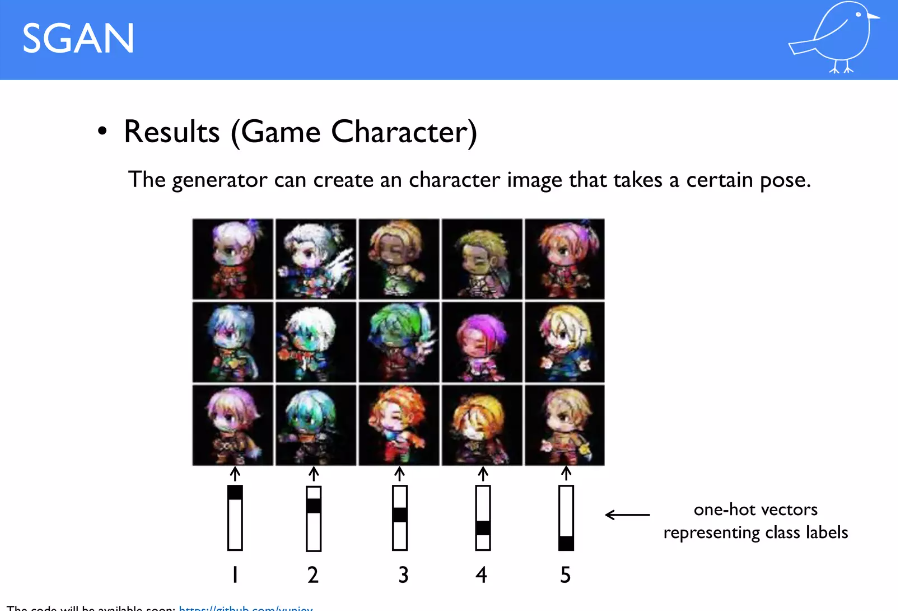 SGAN
• Results (Game Character)
The generator can create an character image that takes a certain pose.
one-hot vectors
representing class labels
1 2 3 4 5
The code will be available soon: https://github.com/yunjey